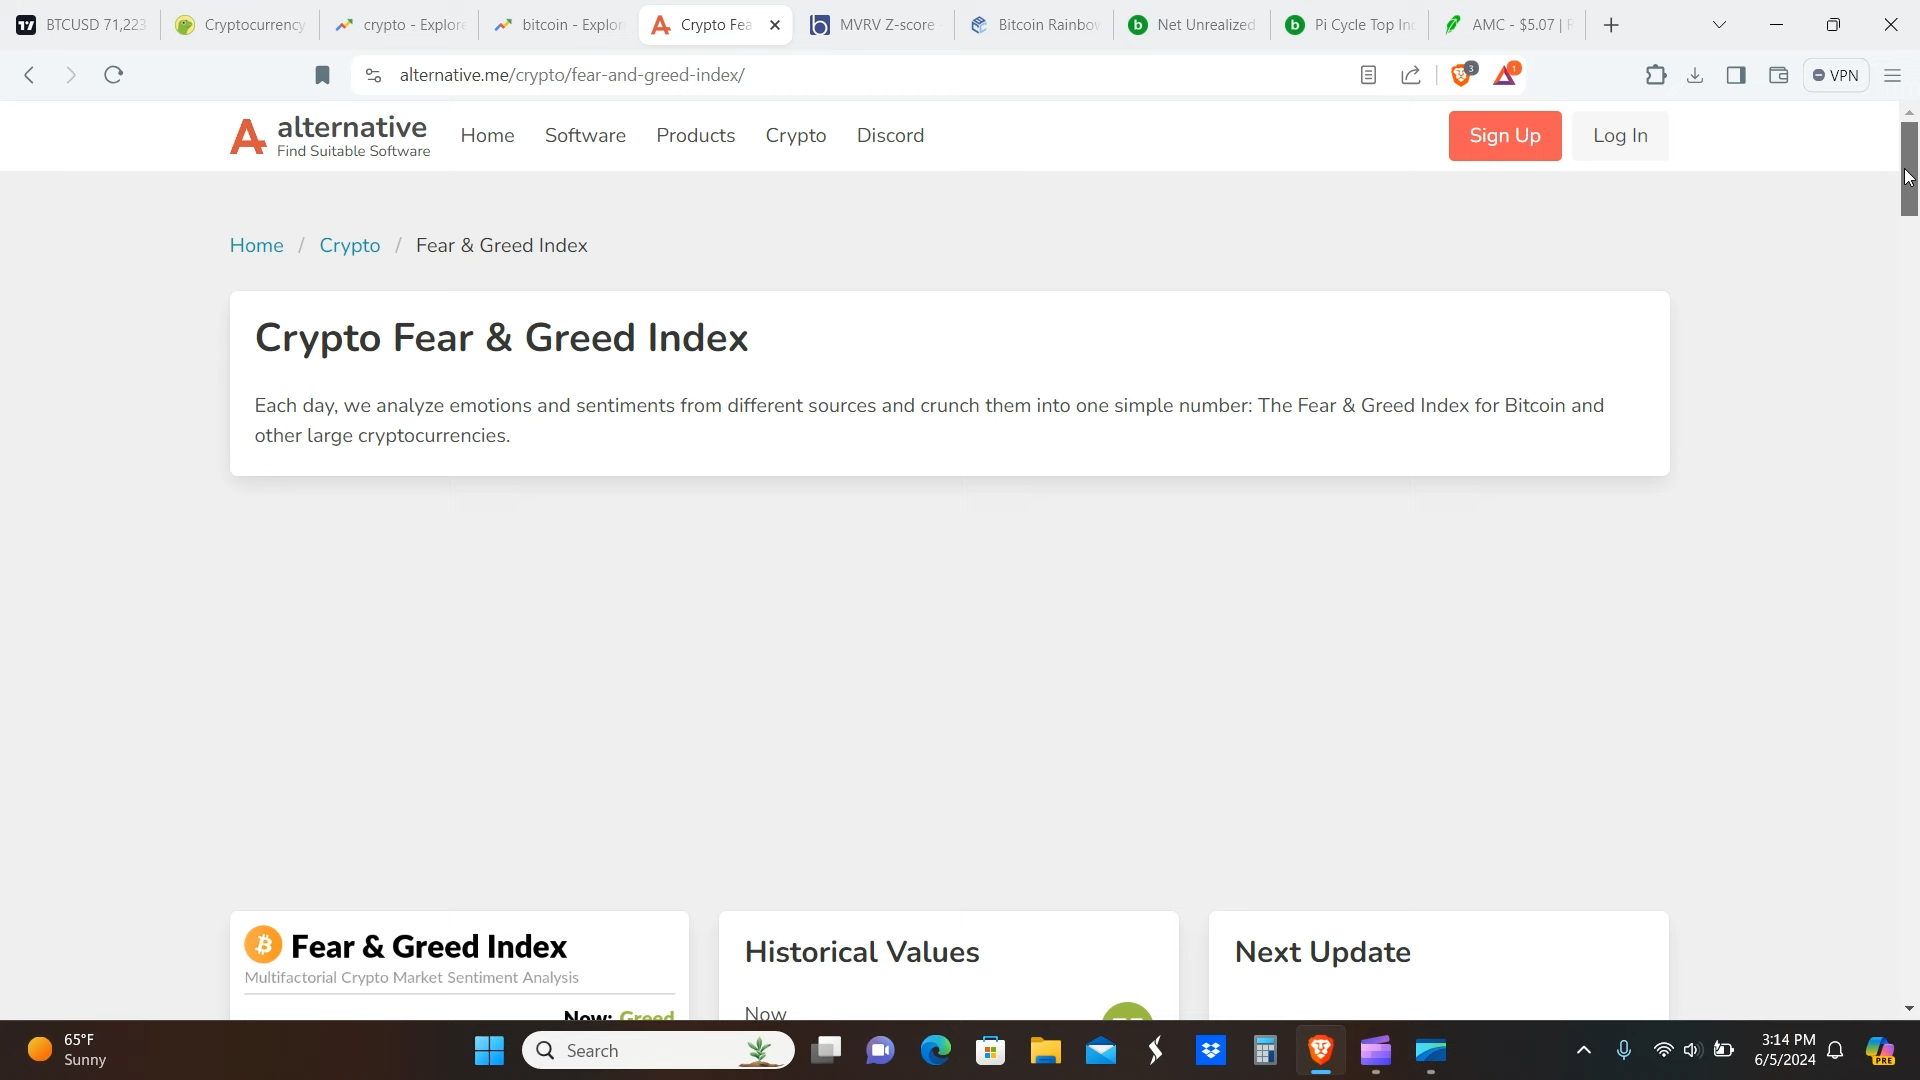 BTCUSD 71,223
Cryptocurrency
crypto - Explore
bitcoin - Explor
Crypto Fea
MVRV Z-score
Bitcoin Rainbow
Net Unrealized
Pi Cycle Top In
AMC - $5.07 |
alternative.me/crypto/fear-and-greed-index/
3
1
VPN
alternative
Find Suitable Software
Home
Software
Products
Crypto
Discord
Sign Up
Log In
Home / Crypto / Fear & Greed Index
Crypto Fear & Greed Index
Each day, we analyze emotions and sentiments from different sources and crunch them into one simple number: The Fear & Greed Index for Bitcoin and
other large cryptocurrencies.
Fear & Greed Index
Multifactorial Crypto Market Sentiment Analysis
Now: Greed
Historical Values
Now
Next Update
65°F
Sunny
Search
3:14 PM
6/5/2024
PRE